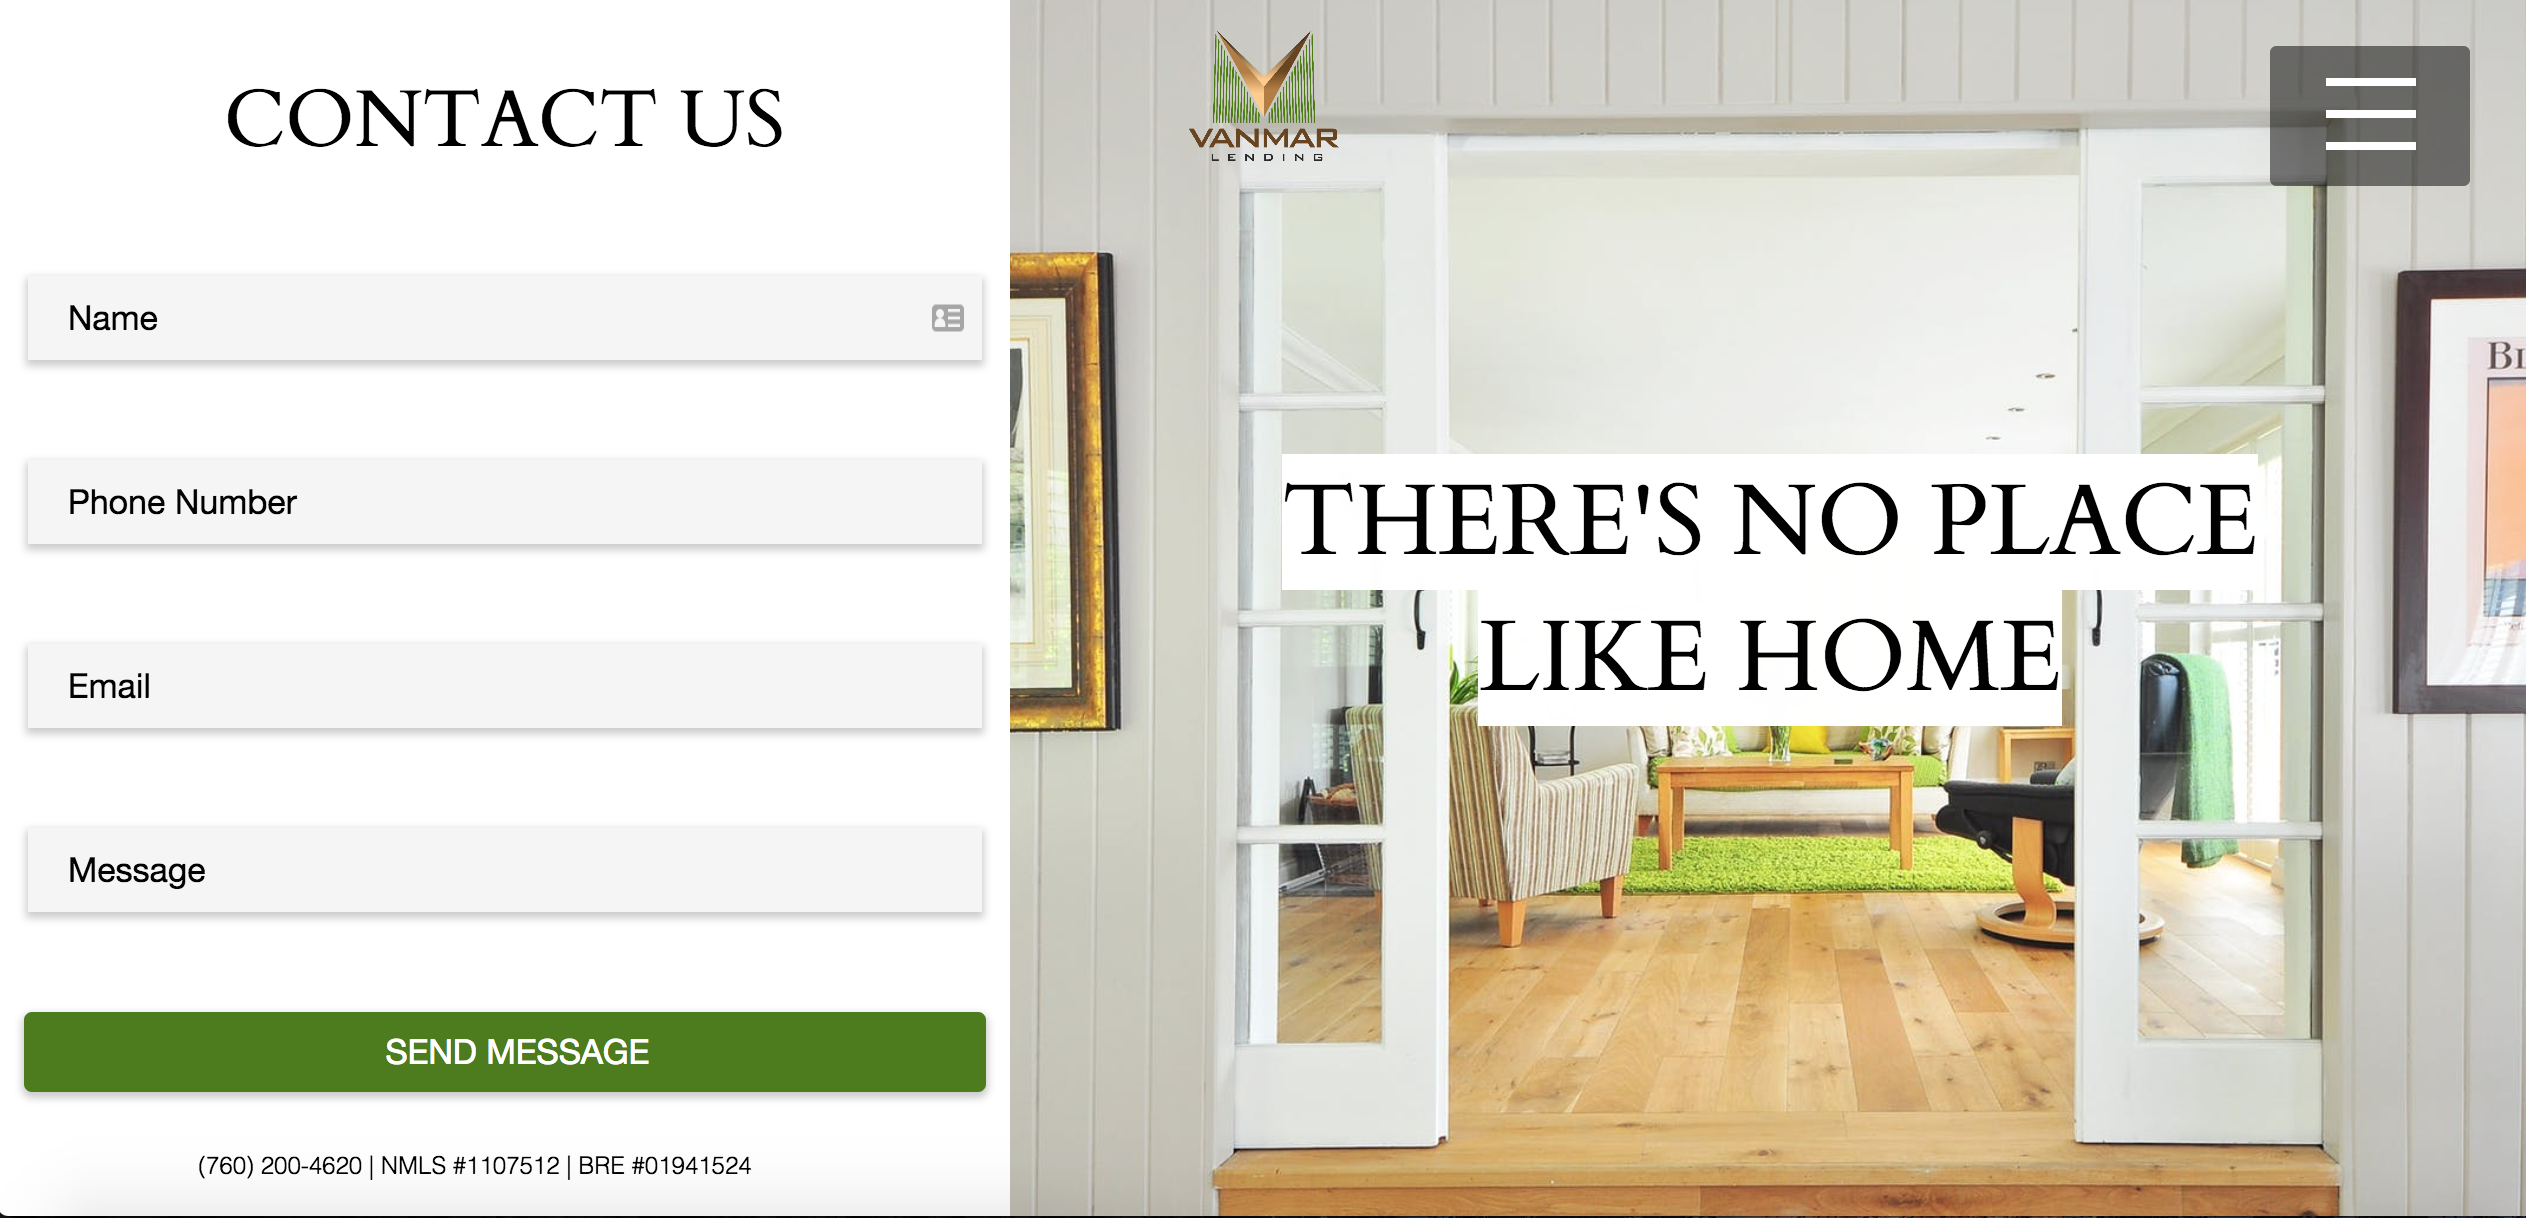 CONTACT US
Name
Phone Number
Email
Message
SEND MESSAGE
(760) 200-4620 | NMLS #1107512 | BRE #01941524
VANMAR
LENDING
THERE'S NO PLACE
LIKE HOME